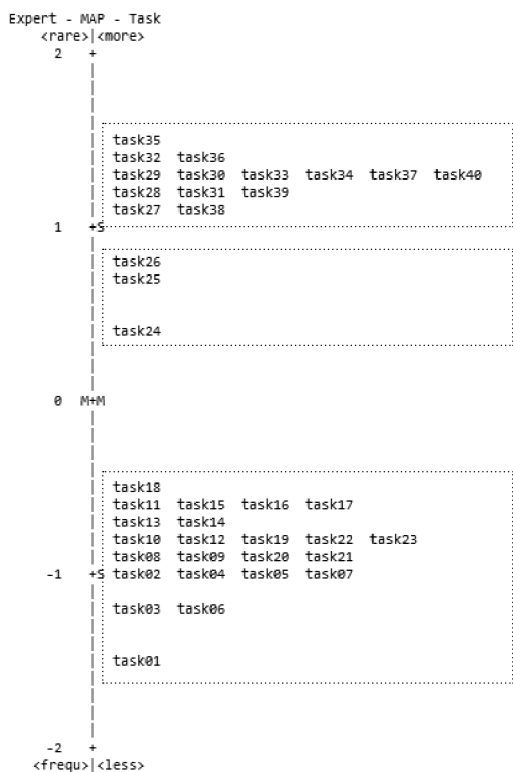 Expert - MAP - Task
<rare>|<more>
2 +
task35
task32 task36
task29 task30 task33 task34 task37 task40
task28 task31 task39
task27 task38
1 +S
task26
task25
task24
0 M+M
task18
task11 task15 task16 task17
task13 task14
task10 task12 task19 task22 task23
task08 task09 task20 task21
-1 +S task02 task04 task05 task07
task03 task06
task01
-2 +
<frequ>|<less>